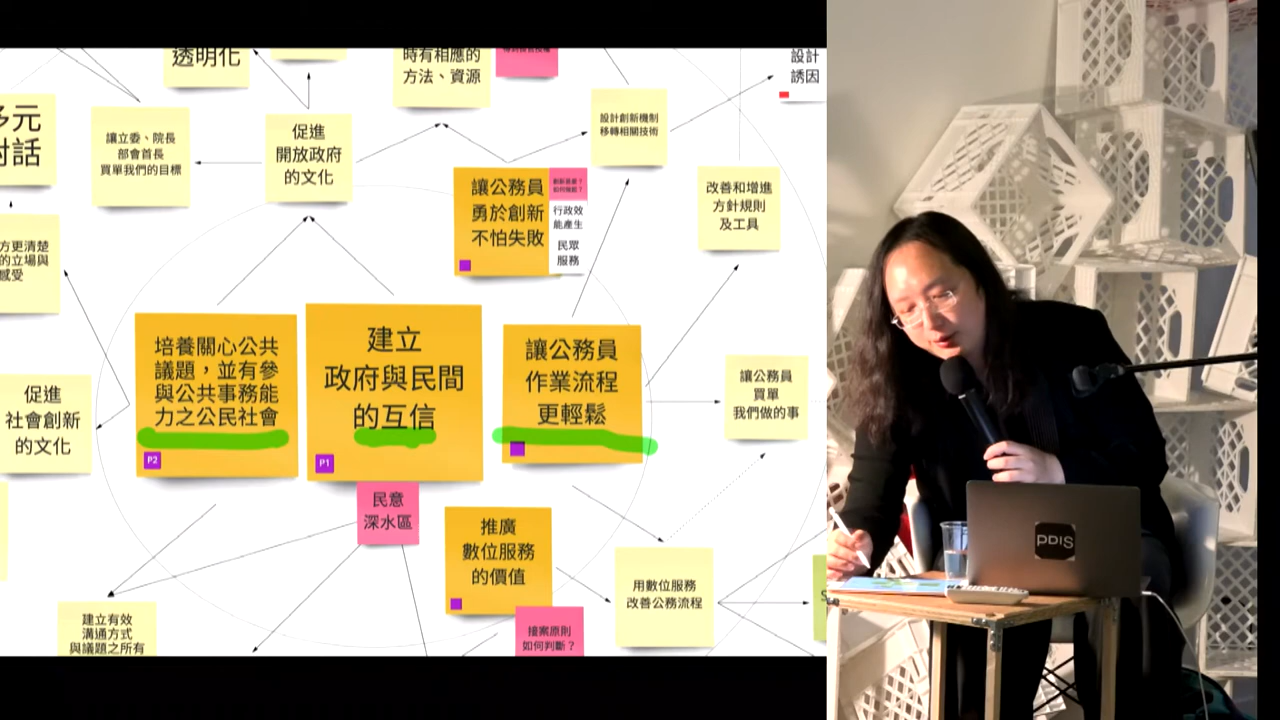 透明化
時有相應的
方法、資源
設計
誘因
多元
對話
讓立委、院長
部會首長
買單我們的目標
促進
開放政府
的文化
設計創新機制
移轉相關技術
讓公務員
勇於創新
不怕失敗
行政效
能產生
民眾
服務
改善和增進
方針規則
及工具
方更清楚
的立場與
感受
促進
社會創新
的文化
培養關心公共
議題，並有參
與公共事務能
力之公民社會
P2
建立
政府與民間
的互信
P1
讓公務員
作業流程
更輕鬆
讓公務員
買單
我們做的事
民意
深水區
推廣
數位服務
的價值
用數位服務
改善公務流程
接案原則
如何判斷？
建立有效
溝通方式
與議題之所有
S
PDIS